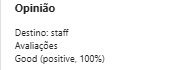 Opinião
Destino: staff
Avaliações
Good (positive, 100%)